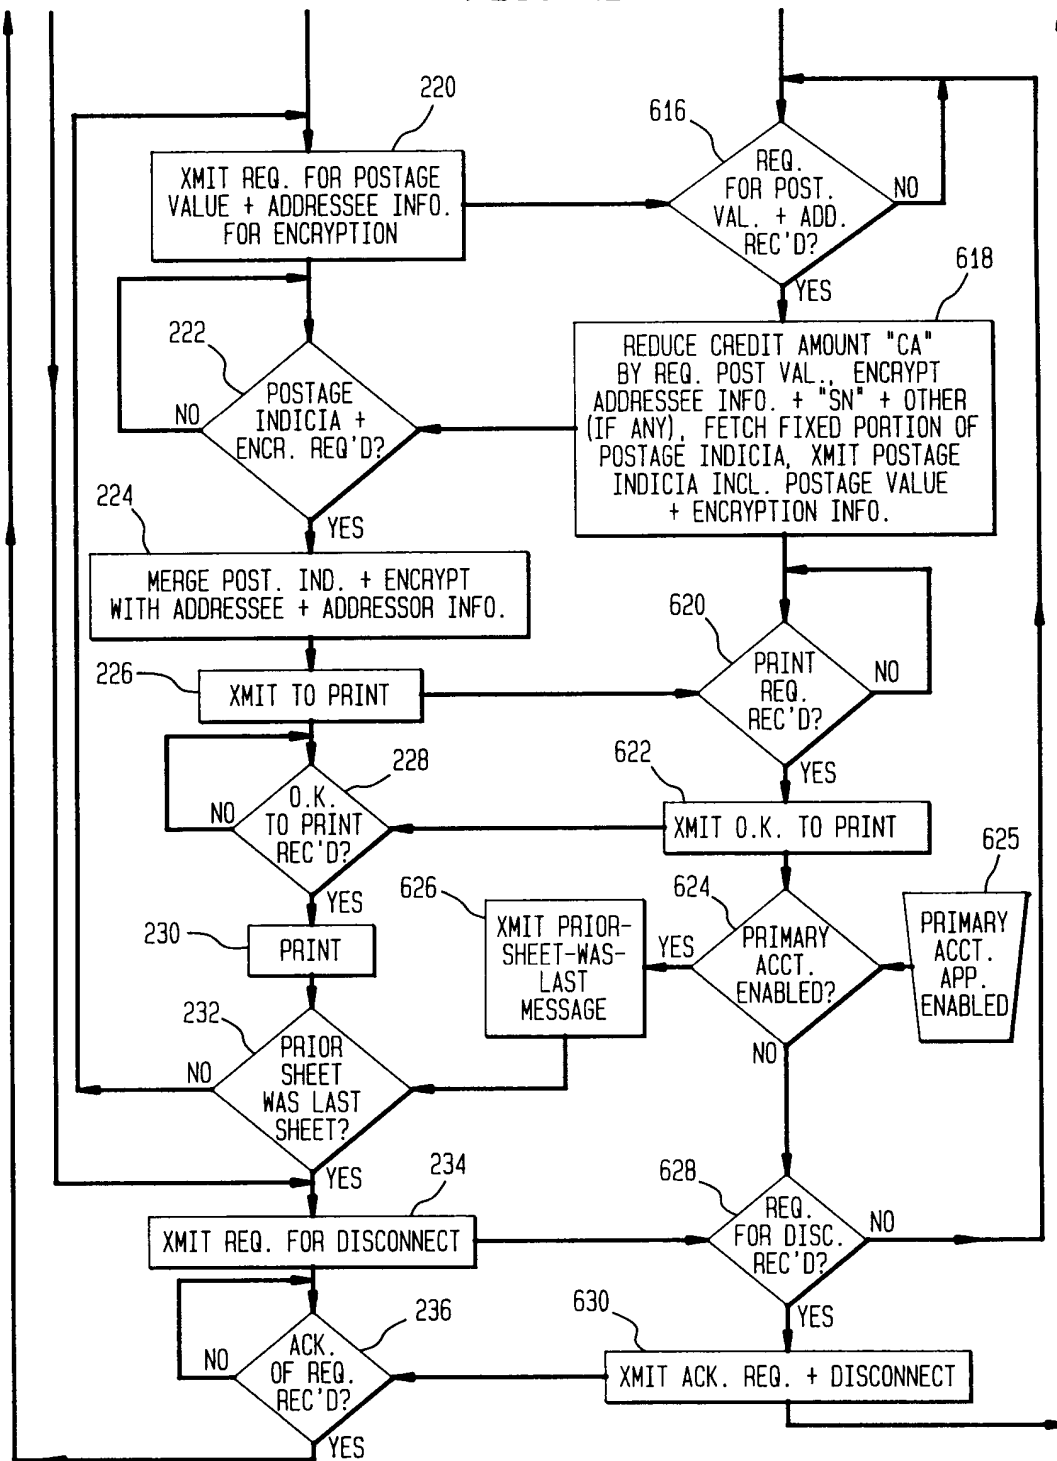 220
XMIT REQ. FOR POSTAGE
VALUE + ADDRESSEE INFO.
FOR ENCRYPTION
616
REQ.
FOR POST.
VAL. + ADD.
REC'D?
NO
YES
618
REDUCE CREDIT AMOUNT "CA"
BY REQ. POST VAL., ENCRYPT
ADDRESSEE INFO. + "SN" + OTHER
(IF ANY), FETCH FIXED PORTION OF
POSTAGE INDICIA, XMIT POSTAGE
INDICIA INCL. POSTAGE VALUE
+ ENCRYPTION INFO.
222
POSTAGE
INDICIA +
ENCR. REQ'D?
NO
YES
224
MERGE POST. IND. + ENCRYPT
WITH ADDRESSEE + ADDRESSOR INFO.
226
XMIT TO PRINT
620
PRINT
REQ.
REC'D?
NO
YES
228
O.K.
TO PRINT
REC'D?
NO
YES
622
XMIT O.K. TO PRINT
624
PRIMARY
ACCT.
ENABLED?
YES
NO
625
PRIMARY
ACCT.
APP.
ENABLED
626
XMIT PRIOR-
SHEET-WAS-
LAST
MESSAGE
230
PRINT
232
PRIOR
SHEET
WAS LAST
SHEET?
NO
YES
234
XMIT REQ. FOR DISCONNECT
628
REQ.
FOR DISC.
REC'D?
NO
YES
236
ACK.
OF REQ.
REC'D?
NO
YES
630
XMIT ACK. REQ. + DISCONNECT